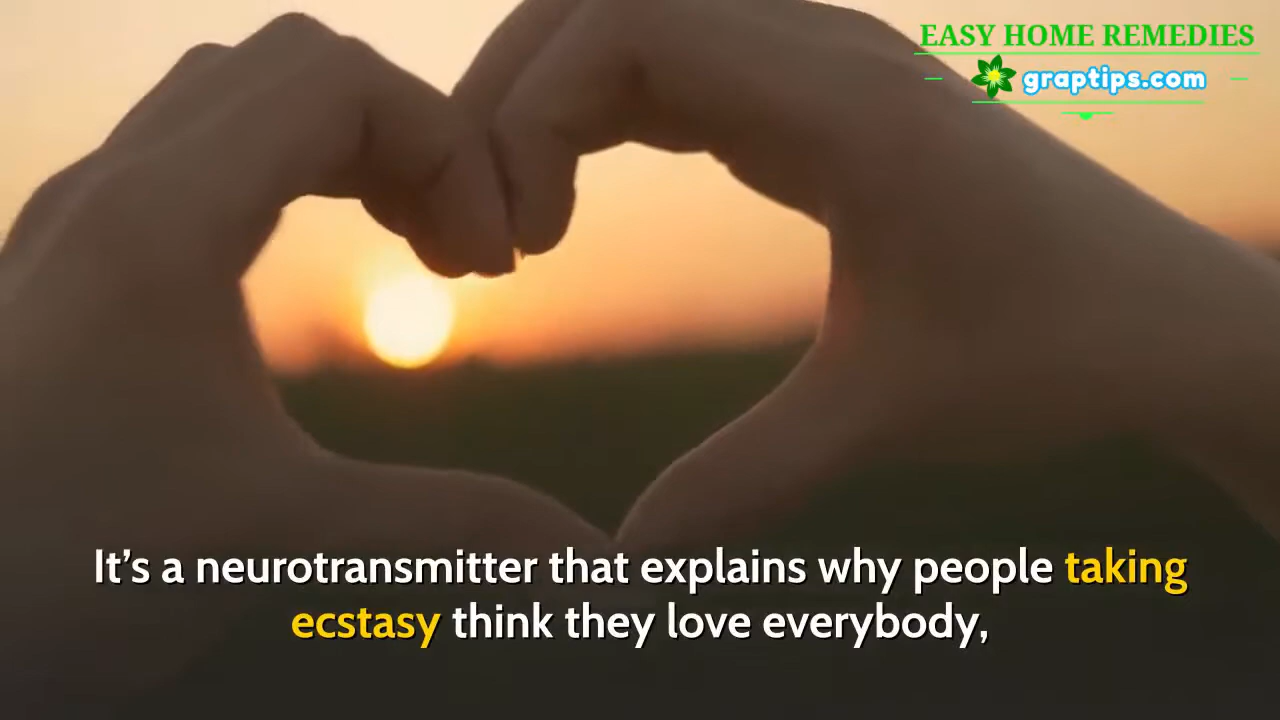 EASY HOME REMEDIES
graptips.com
It’s a neurotransmitter that explains why people taking
ecstasy think they love everybody,